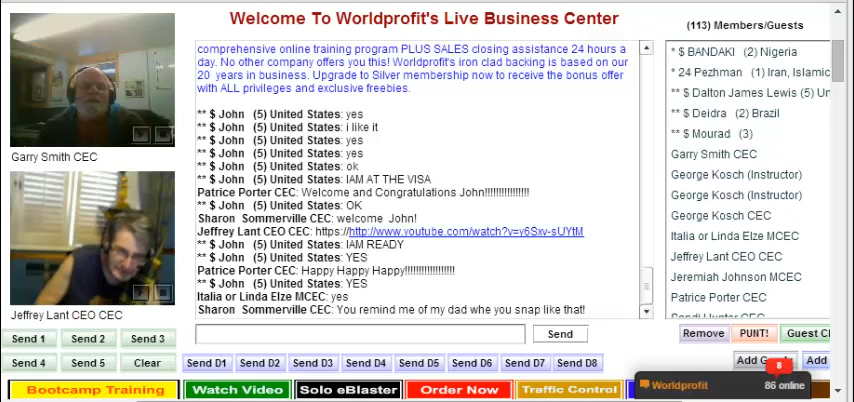 Welcome To Worldprofit's Live Business Center
(113) Members/Guests
Garry Smith CEC
Jeffrey Lant CEO CEC
comprehensive online training program PLUS SALES closing assistance 24 hours a
day. No other company offers you this! Worldprofit's iron clad backing is based on our
20 years in business. Upgrade to Silver membership now to receive the bonus offer
with ALL privileges and exclusive freebies.
** $ John (5) United States: yes
** $ John (5) United States: i like it
** $ John (5) United States: yes
** $ John (5) United States: yes
** $ John (5) United States: ok
** $ John (5) United States: IAM AT THE VISA
Patrice Porter CEC: Welcome and Congratulations John!!!!!!!!!!!!!!!!!
** $ John (5) United States: OK
Sharon Sommerville CEC: welcome John!
Jeffrey Lant CEO CEC: https://http://www.youtube.com/watch?v=y6Sxv-sUYtM
** $ John (5) United States: IAM READY
** $ John (5) United States: YES
Patrice Porter CEC: Happy Happy Happy!!!!!!!!!!!!!!!!!!!
** $ John (5) United States: YES
Italia or Linda Elze MCEC: yes
Sharon Sommerville CEC: You remind me of my dad whe you snap like that!
* $ BANDAKI (2) Nigeria
* 24 Pezhman (1) Iran, Islamic
** $ Dalton James Lewis (5) Un
** $ Deidra (2) Brazil
** $ Mourad (3)
Garry Smith CEC
George Kosch (Instructor)
George Kosch (Instructor)
George Kosch CEC
Italia or Linda Elze MCEC
Jeffrey Lant CEO CEC
Jeremiah Johnson MCEC
Patrice Porter CEC
Sandi Hunter CEC
Send
Remove PUNT! Guest
Send 1 Send 2 Send 3
Send 4 Send 5 Clear
Send D1 Send D2 Send D3 Send D4 Send D5 Send D6 Send D7 Send D8
Add Add
8
Worldprofit 86 online
Bootcamp Training Watch Video Solo eBlaster Order Now Traffic Control